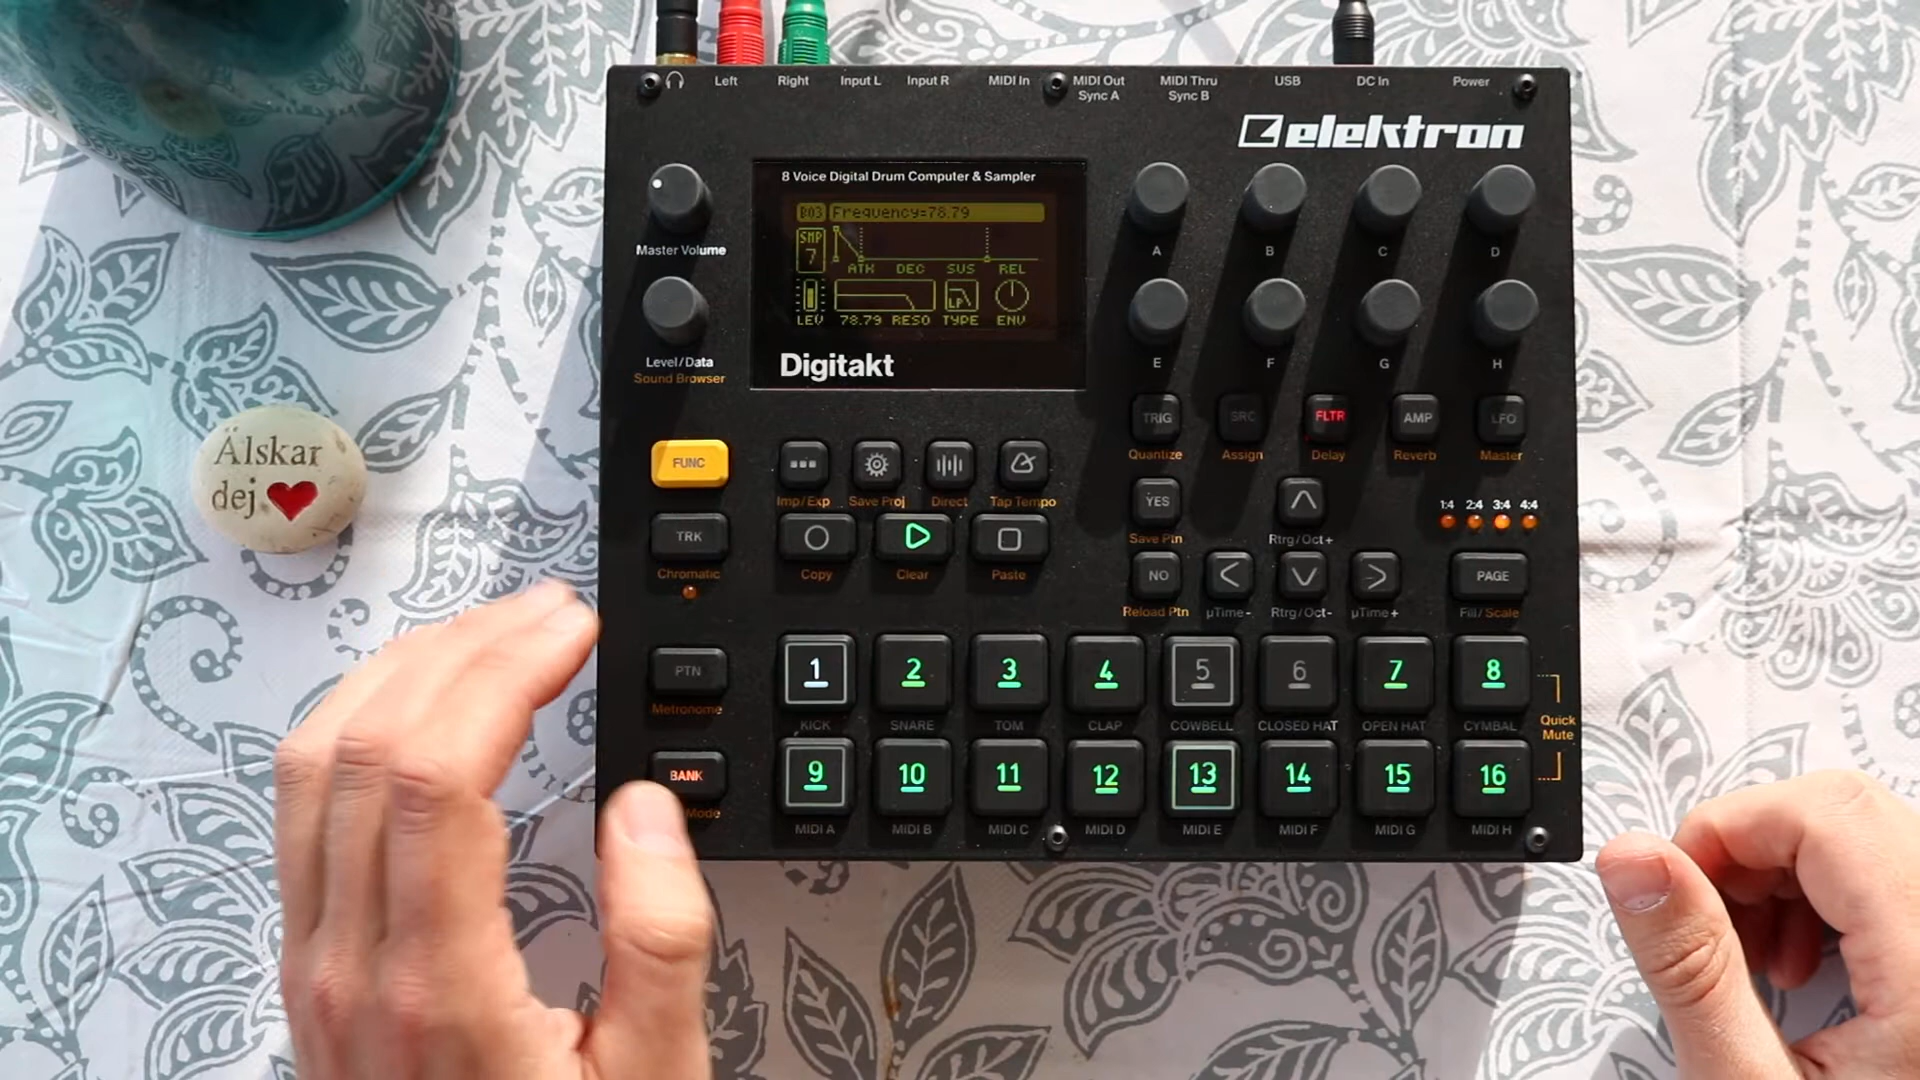 Left Right Input L Input R MIDI In MIDI Out MIDI Thru USB DC In Power
Sync A Sync B
elektron
8 Voice Digital Drum Computer & Sampler
B03 Frequency=78.79
SMP
7
ATK DEC SUS REL
LP
LEV 78.79 RESO TYPE ENV
Digitakt
Master Volume
Level/Data
Sound Browser
A B C D
E F G H
TRIG SRC FLTR AMP LFO
Quantize Assign Delay Reverb Master
Älskar
dej
FUNC
Imp/Exp Save Proj Direct Tap Tempo
YES
Save Ptn
Rtrg/Oct+
1:4 2:4 3:4 4:4
TRK
Chromatic
Copy Clear Paste
NO
PAGE
Reload Ptn µTime- Rtrg/Oct- µTime+ Fill/Scale
PTN
Metronome
1 2 3 4 5 6 7 8
KICK SNARE TOM CLAP COWBELL CLOSED HAT OPEN HAT CYMBAL
Quick
Mute
BANK
Mode
9 10 11 12 13 14 15 16
MIDI A MIDI B MIDI C MIDI D MIDI E MIDI F MIDI G MIDI H